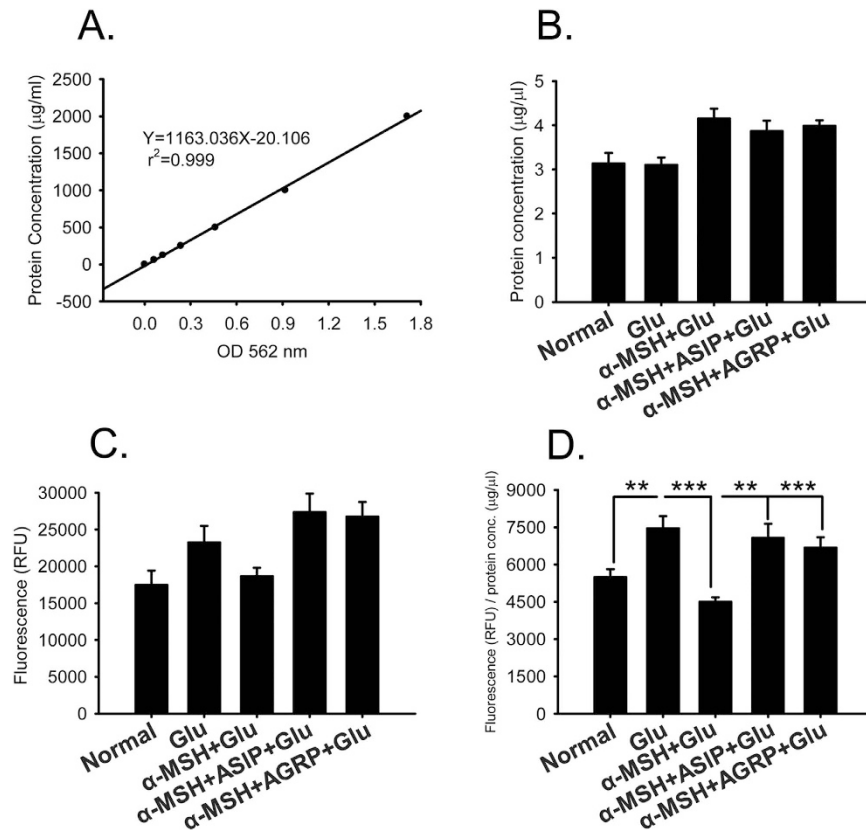 A.
Protein Concentration (μg/ml)
2500
2000
1500
1000
500
0
-500
Y=1163.036X-20.106
r²=0.999
0.0 0.3 0.6 0.9 1.2 1.5 1.8
OD 562 nm
B.
Protein concentration (μg/μl)
5
4
3
2
1
0
Normal
Glu
α-MSH+Glu
α-MSH+ASIP+Glu
α-MSH+AGRP+Glu
C.
Fluorescence (RFU)
30000
25000
20000
15000
10000
5000
0
Normal
Glu
α-MSH+Glu
α-MSH+ASIP+Glu
α-MSH+AGRP+Glu
D.
Fluorescence (RFU) / protein conc. (μg/μl)
9000
7500
6000
4500
3000
1500
0
** *** ** ***
Normal
Glu
α-MSH+Glu
α-MSH+ASIP+Glu
α-MSH+AGRP+Glu